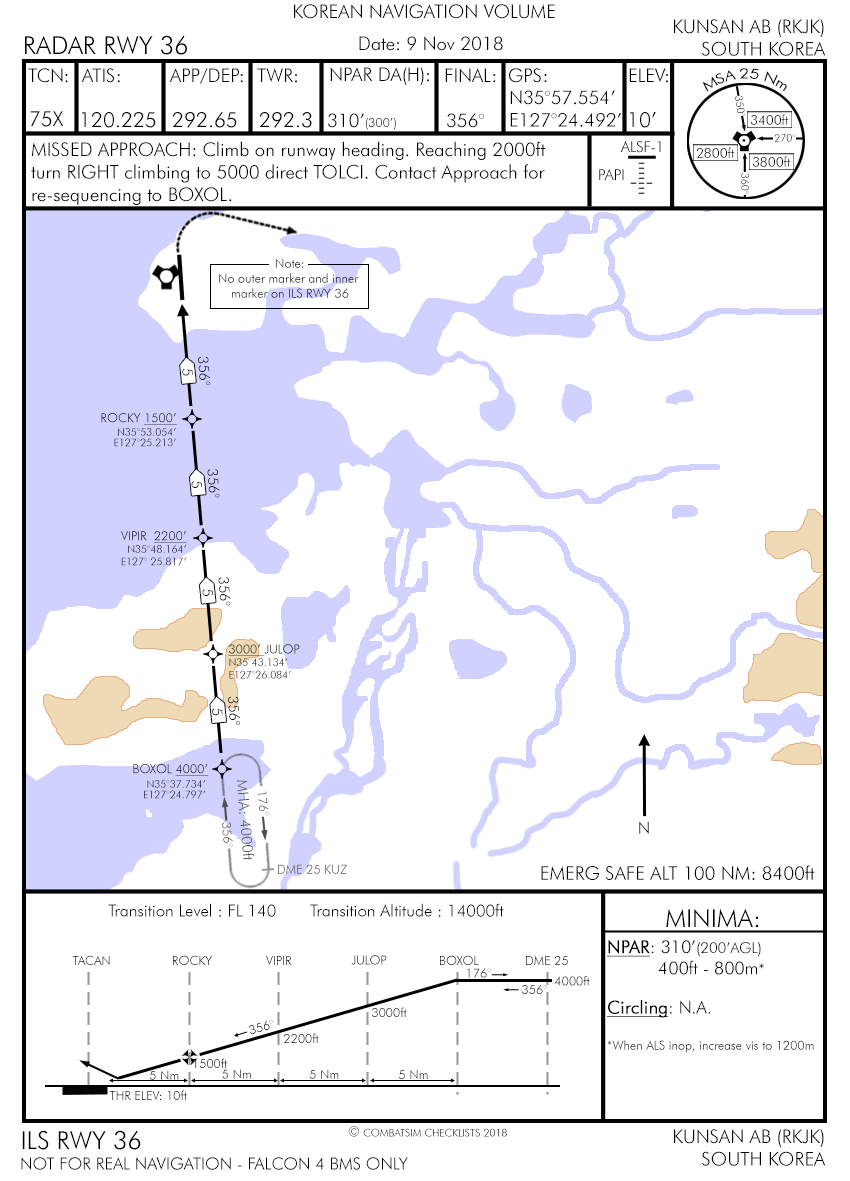 KOREAN NAVIGATION VOLUME
RADAR RWY 36
Date: 9 Nov 2018
KUNSAN AB (RKJK)
SOUTH KOREA
TCN:
75X
ATIS:
120.225
APP/DEP:
292.65
TWR:
292.3
NPAR DA(H):
310'(300')
FINAL:
356°
GPS:
N35°57.554'
E127°24.492'
ELEV:
10'
MSA 25 Nm
350°
3400ft
270°
2800ft
3800ft
360°
MISSED APPROACH: Climb on runway heading. Reaching 2000ft
turn RIGHT climbing to 5000 direct TOLCI. Contact Approach for
re-sequencing to BOXOL.
ALSF-1
PAPI
Note:
No outer marker and inner
marker on ILS RWY 36
356°
5
ROCKY 1500'
N35°53.054'
E127°25.213'
356°
5
VIPIR 2200'
N35°48.164'
E127° 25.817'
356°
5
3000' JULOP
N35°43.134'
E127°26.084'
356°
5
BOXOL 4000'
N35°37.734'
E127°24.797'
176°
MHA: 4000ft
356°
DME 25 KUZ
N
EMERG SAFE ALT 100 NM: 8400ft
Transition Level : FL 140
Transition Altitude : 14000ft
TACAN
ROCKY
VIPIR
JULOP
BOXOL
DME 25
176°
4000ft
356°
3000ft
356°
2200ft
1500ft
5 Nm
5 Nm
5 Nm
5 Nm
THR ELEV: 10ft
MINIMA:
NPAR: 310'(200'AGL)
400ft - 800m*
Circling: N.A.
*When ALS inop, increase vis to 1200m
ILS RWY 36
NOT FOR REAL NAVIGATION - FALCON 4 BMS ONLY
© COMBATSIM CHECKLISTS 2018
KUNSAN AB (RKJK)
SOUTH KOREA